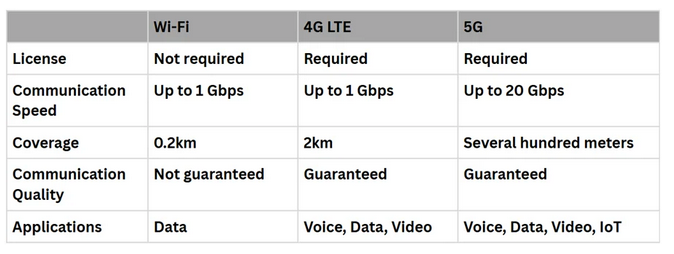 Wi-Fi 4G LTE 5G
License Not required Required Required
Communication Up to 1 Gbps Up to 1 Gbps Up to 20 Gbps
Speed
Coverage 0.2km 2km Several hundred meters
Communication Not guaranteed Guaranteed Guaranteed
Quality
Applications Data Voice, Data, Video Voice, Data, Video, IoT